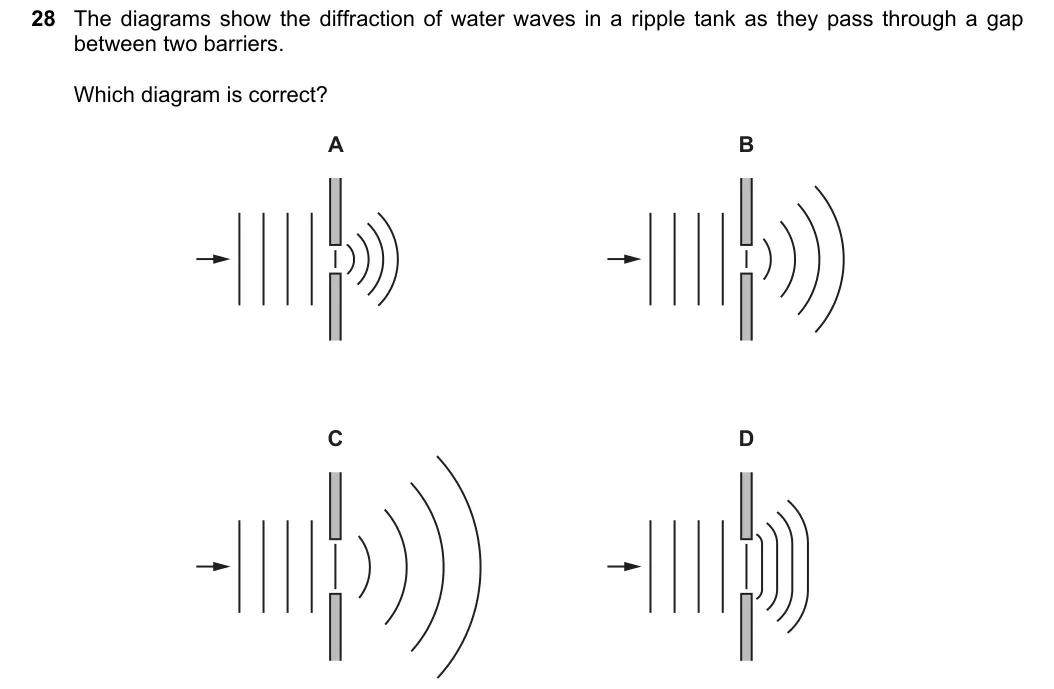 28 The diagrams show the diffraction of water waves in a ripple tank as they pass through a gap
between two barriers.
Which diagram is correct?
A
B
C
D